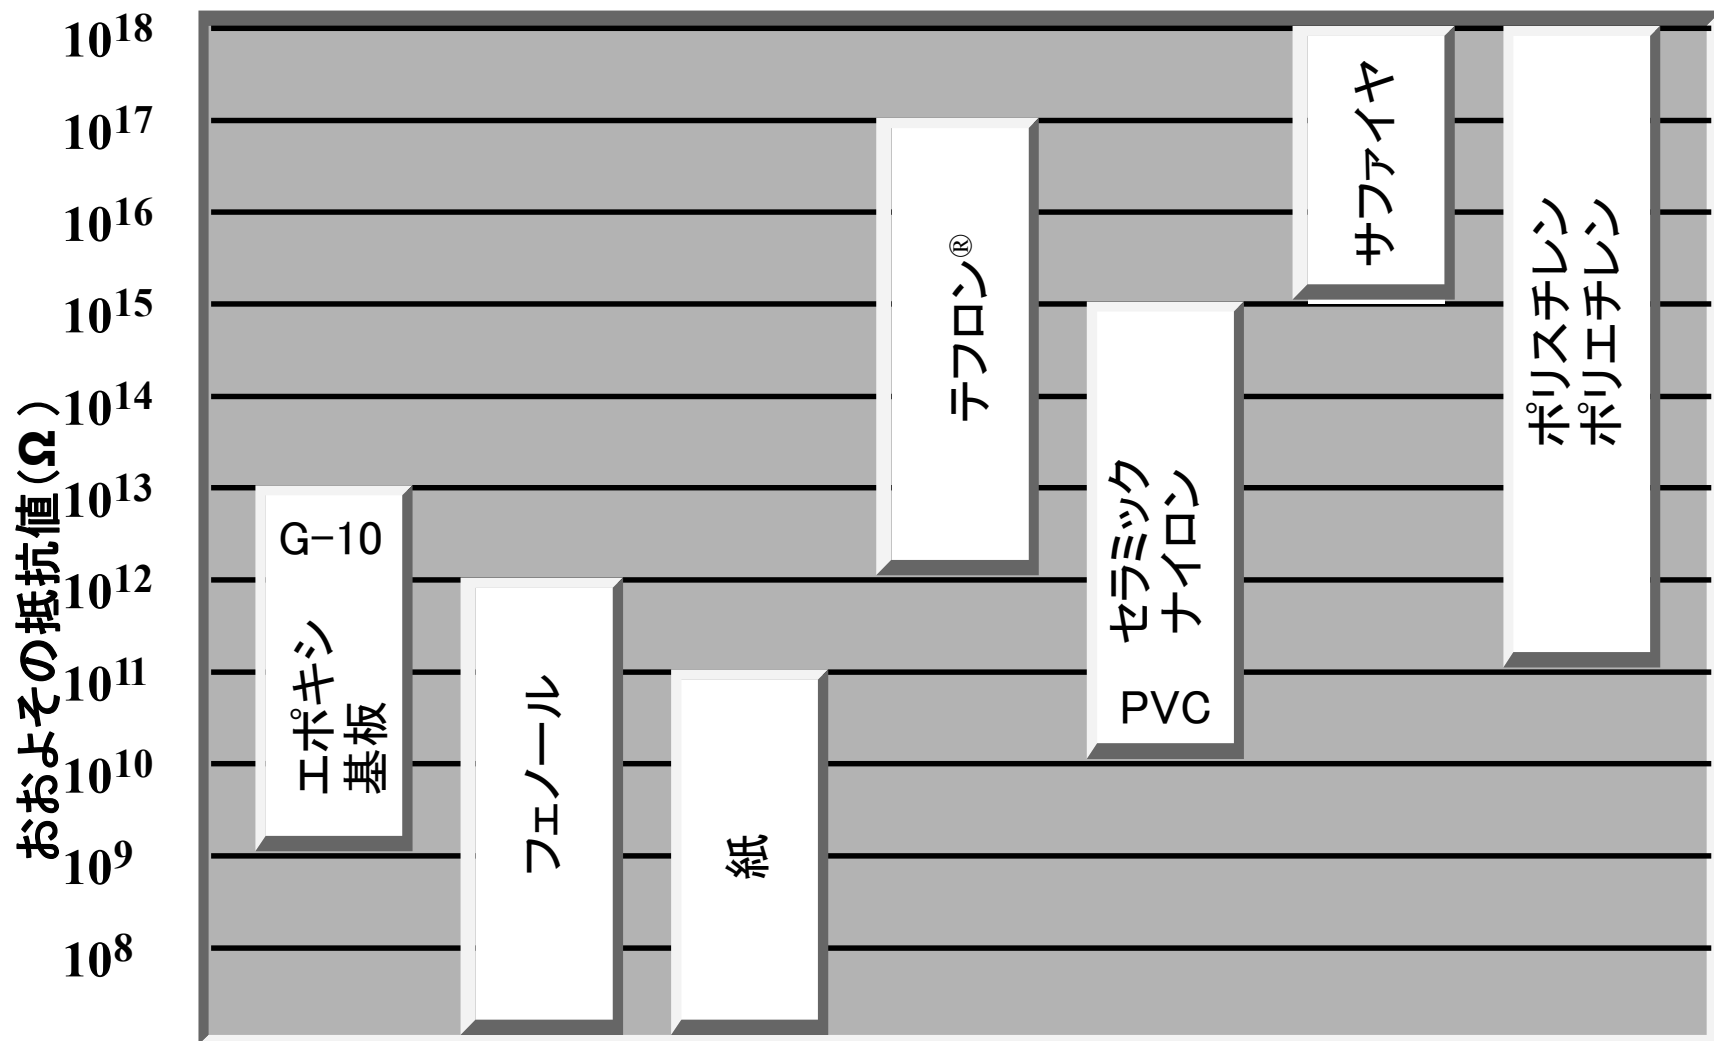 10^18
10^17
10^16
10^15
10^14
10^13
10^12
10^11
10^10
10^9
10^8
おおよその抵抗値(Ω)
G-10
エポキシ
基板
フェノール
紙
テフロン®
セラミック
ナイロン
PVC
サファイヤ
ポリスチレン
ポリエチレン